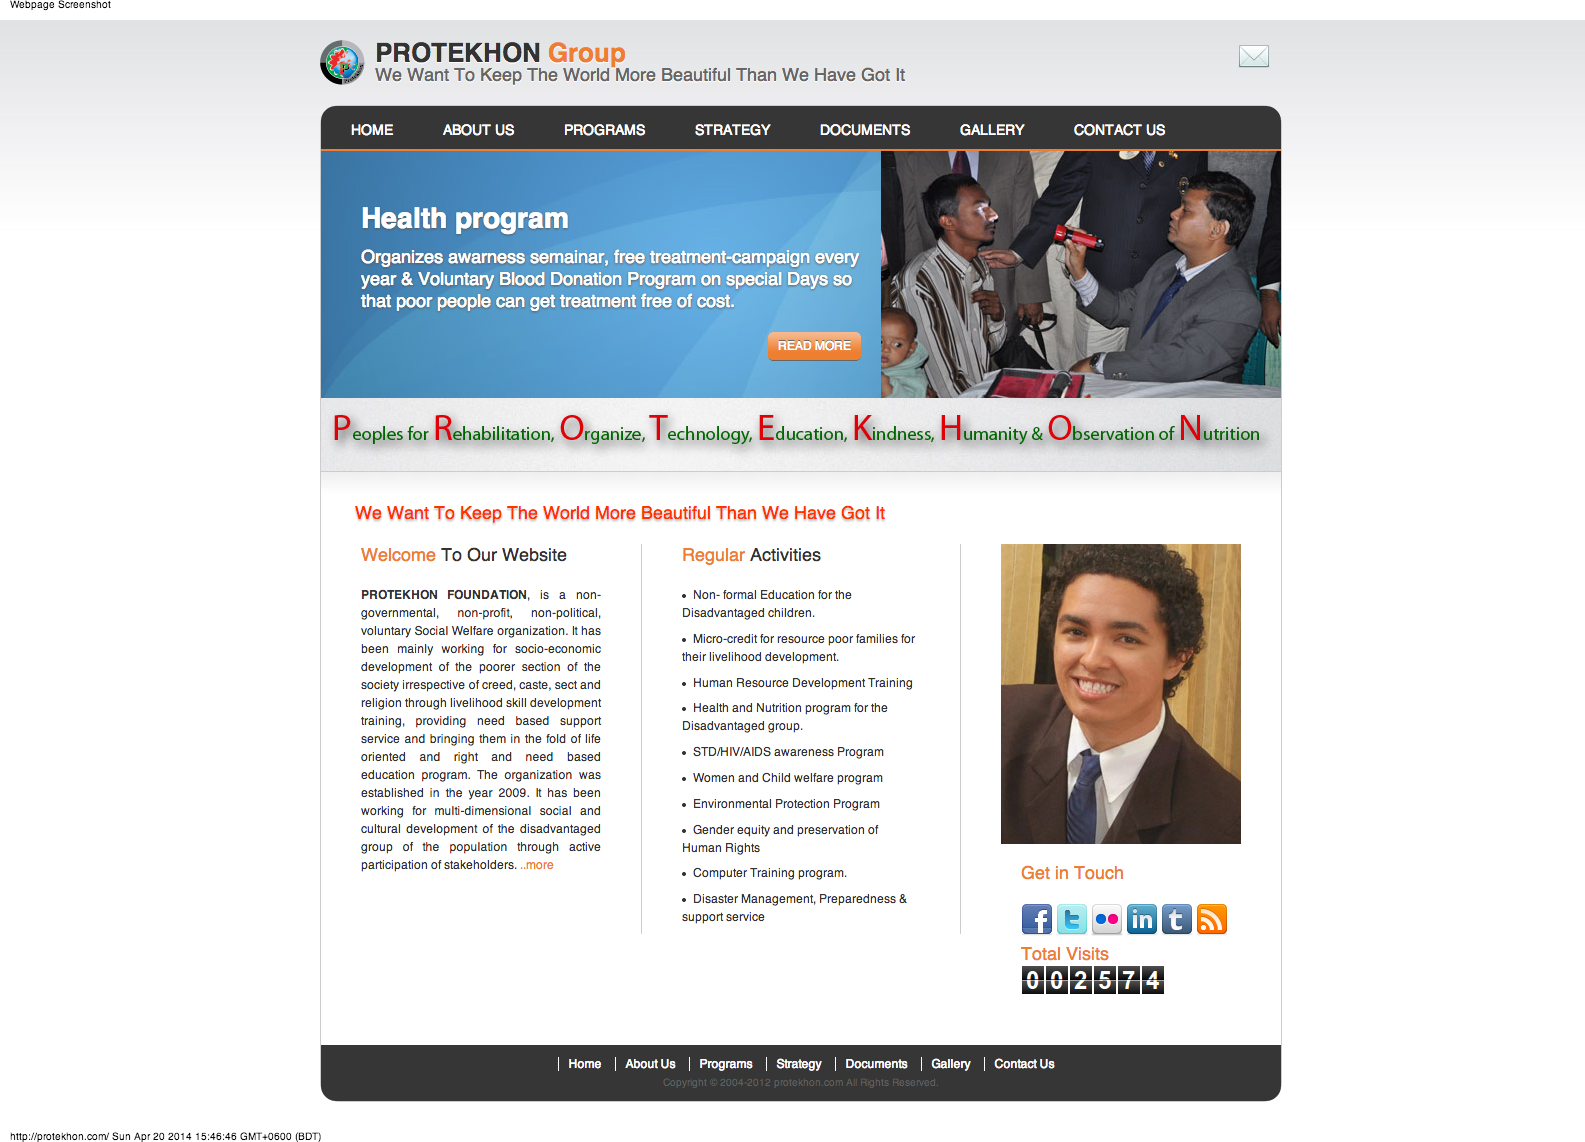 Webpage Screenshot
PROTEKHON Group
We Want To Keep The World More Beautiful Than We Have Got It
HOME ABOUT US PROGRAMS STRATEGY DOCUMENTS GALLERY CONTACT US
Health program
Organizes awarness semainar, free treatment-campaign every
year & Voluntary Blood Donation Program on special Days so
that poor people can get treatment free of cost.
READ MORE
Peoples for Rehabilitation, Organize, Technology, Education, Kindness, Humanity & Observation of Nutrition
We Want To Keep The World More Beautiful Than We Have Got It
Welcome To Our Website
PROTEKHON FOUNDATION, is a non-
governmental, non-profit, non-political,
voluntary Social Welfare organization. It has
been mainly working for socio-economic
development of the poorer section of the
society irrespective of creed, caste, sect and
religion through livelihood skill development
training, providing need based support
service and bringing them in the fold of life
oriented and right and need based
education program. The organization was
established in the year 2009. It has been
working for multi-dimensional social and
cultural development of the disadvantaged
group of the population through active
participation of stakeholders. ..more
Regular Activities
• Non- formal Education for the
Disadvantaged children.
• Micro-credit for resource poor families for
their livelihood development.
• Human Resource Development Training
• Health and Nutrition program for the
Disadvantaged group.
• STD/HIV/AIDS awareness Program
• Women and Child welfare program
• Environmental Protection Program
• Gender equity and preservation of
Human Rights
• Computer Training program.
• Disaster Management, Preparedness &
support service
Get in Touch
Total Visits
002574
Home About Us Programs Strategy Documents Gallery Contact Us
Copyright © 2004-2012 protekhon.com All Rights Reserved.
http://protekhon.com/ Sun Apr 20 2014 15:46:46 GMT+0600 (BDT)